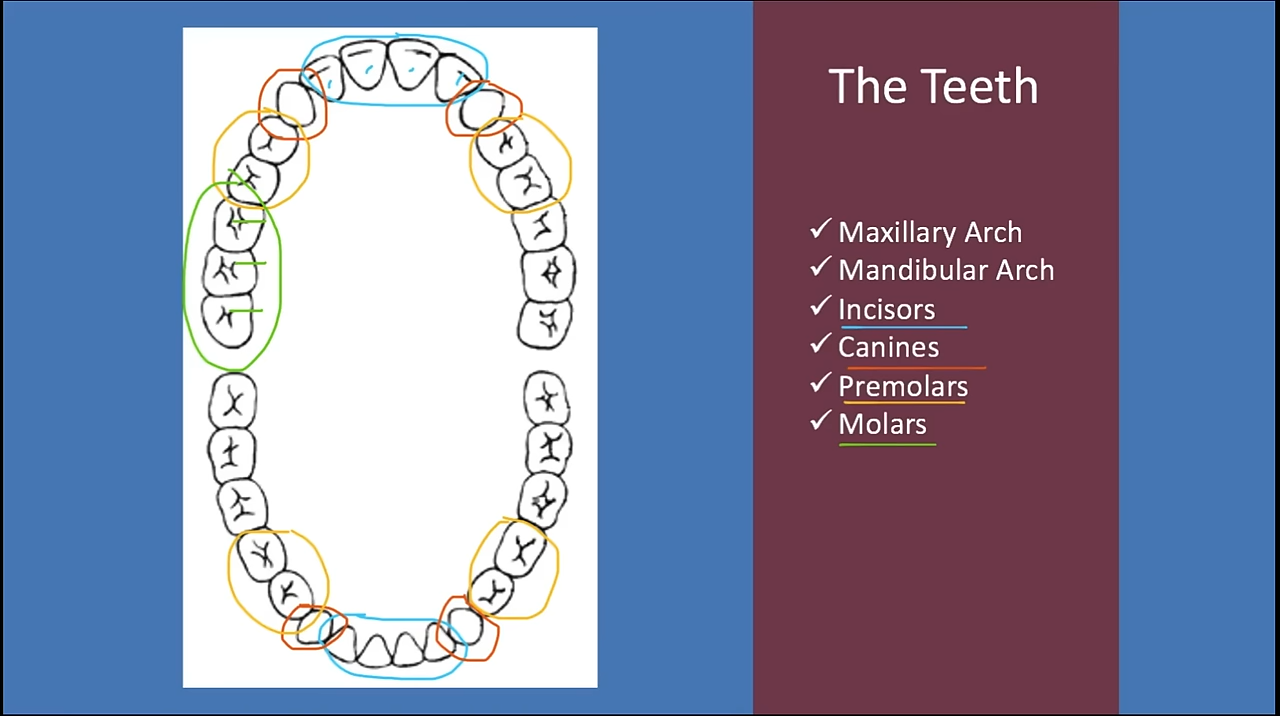 The Teeth
✓ Maxillary Arch
✓ Mandibular Arch
✓ Incisors
✓ Canines
✓ Premolars
✓ Molars